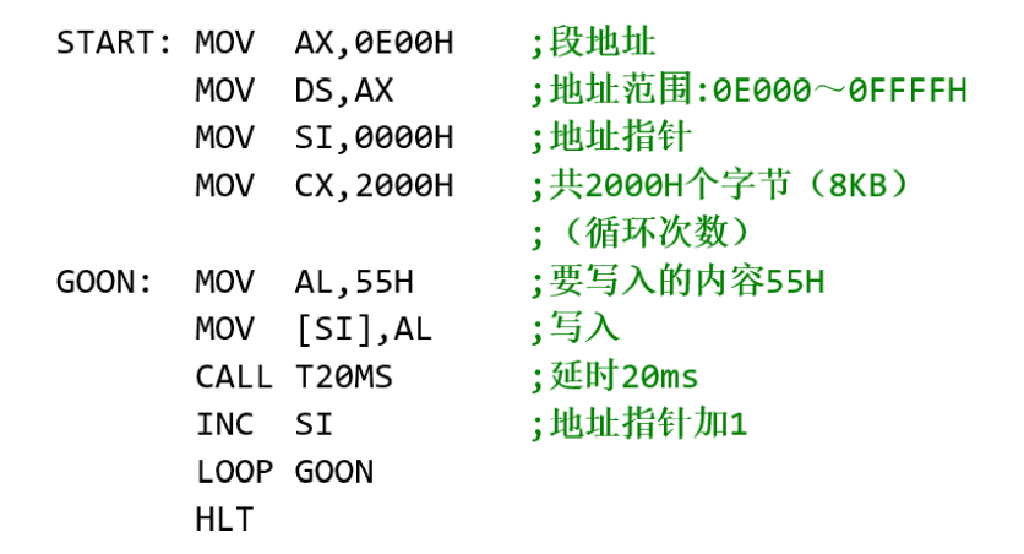 START: MOV AX,0E00H ;段地址
MOV DS,AX ;地址范围:0E000～0FFFFH
MOV SI,0000H ;地址指针
MOV CX,2000H ;共2000H个字节（8KB）
;（循环次数）
GOON: MOV AL,55H ;要写入的内容55H
MOV [SI],AL ;写入
CALL T20MS ;延时20ms
INC SI ;地址指针加1
LOOP GOON
HLT